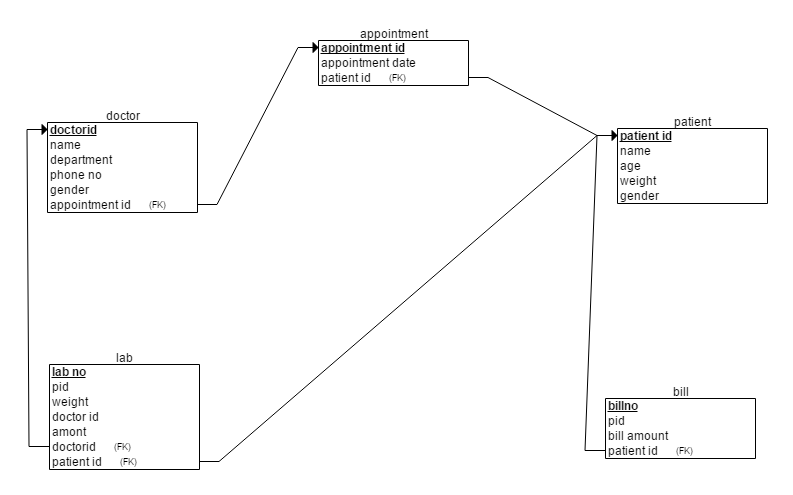 appointment
appointment id
appointment date
patient id (FK)
doctor
doctorid
name
department
phone no
gender
appointment id (FK)
patient
patient id
name
age
weight
gender
lab
lab no
pid
weight
doctor id
amont
doctorid (FK)
patient id (FK)
bill
billno
pid
bill amount
patient id (FK)